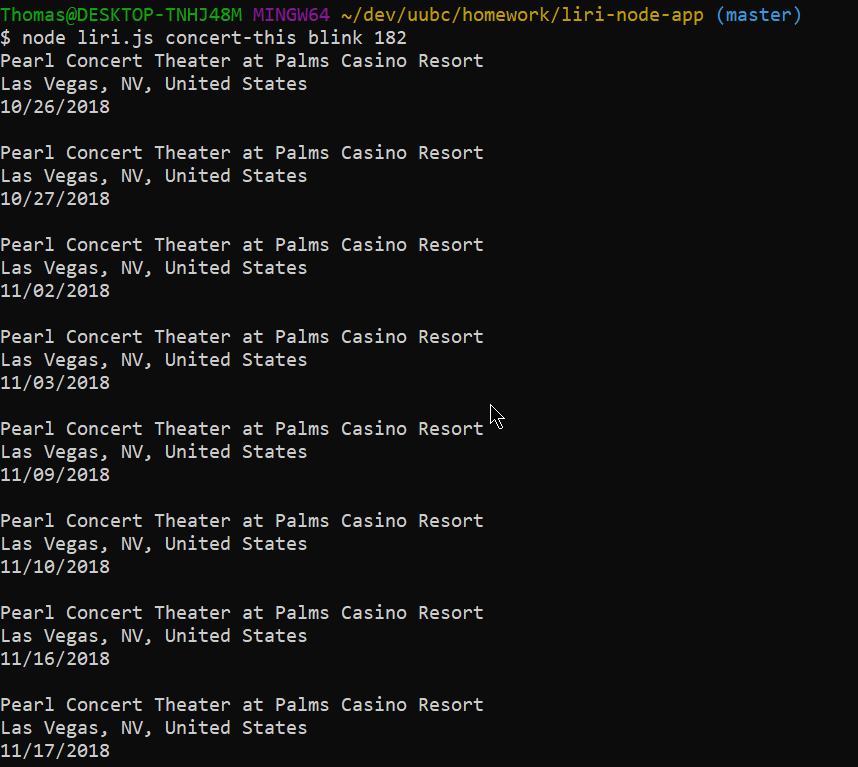 Thomas@DESKTOP-TNHJ48M MINGW64 ~/dev/uubc/homework/liri-node-app (master)
$ node liri.js concert-this blink 182
Pearl Concert Theater at Palms Casino Resort
Las Vegas, NV, United States
10/26/2018

Pearl Concert Theater at Palms Casino Resort
Las Vegas, NV, United States
10/27/2018

Pearl Concert Theater at Palms Casino Resort
Las Vegas, NV, United States
11/02/2018

Pearl Concert Theater at Palms Casino Resort
Las Vegas, NV, United States
11/03/2018

Pearl Concert Theater at Palms Casino Resort
Las Vegas, NV, United States
11/09/2018

Pearl Concert Theater at Palms Casino Resort
Las Vegas, NV, United States
11/10/2018

Pearl Concert Theater at Palms Casino Resort
Las Vegas, NV, United States
11/16/2018

Pearl Concert Theater at Palms Casino Resort
Las Vegas, NV, United States
11/17/2018